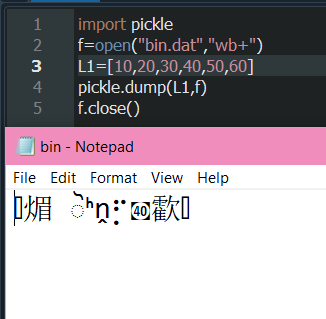 1 import pickle
2 f=open("bin.dat","wb+")
3 L1=[10,20,30,40,50,60]
4 pickle.dump(L1,f)
5 f.close()
bin - Notepad
File Edit Format View Help